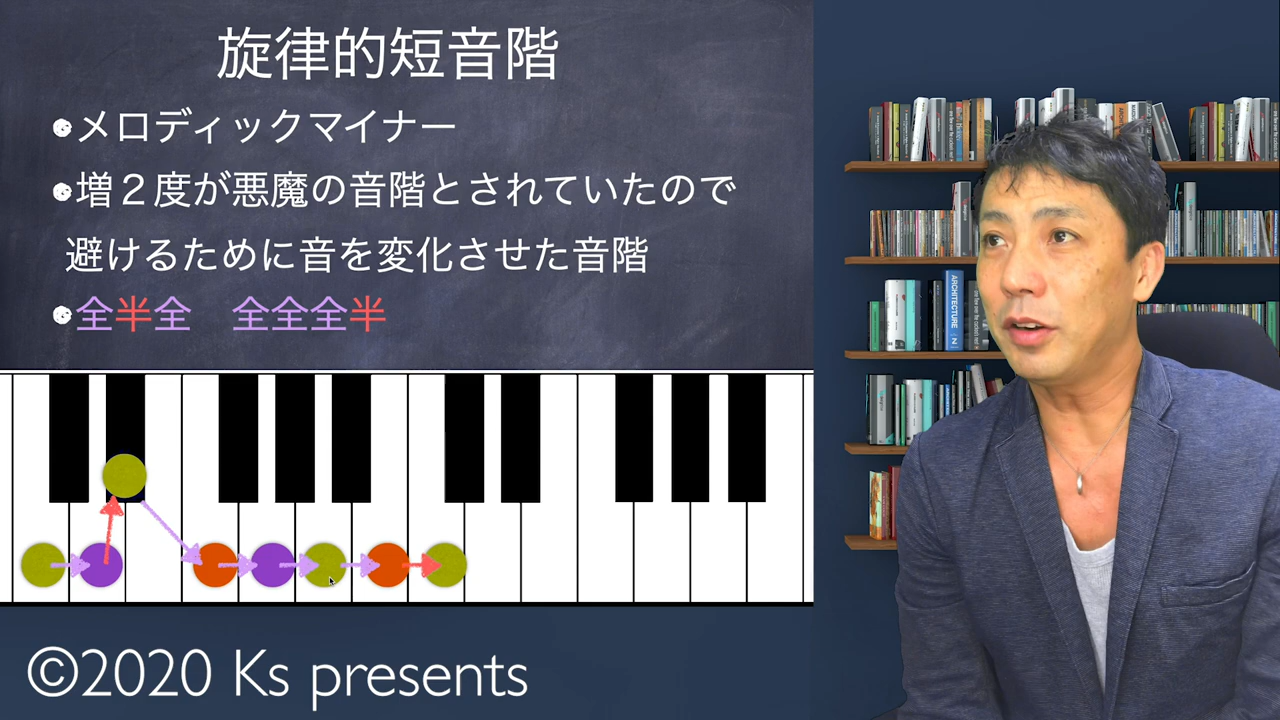 旋律的短音階
メロディックマイナー
増２度が悪魔の音階とされていたので
避けるために音を変化させた音階
全半全　全全全半
ARCHITECTURE
©2020 Ks presents